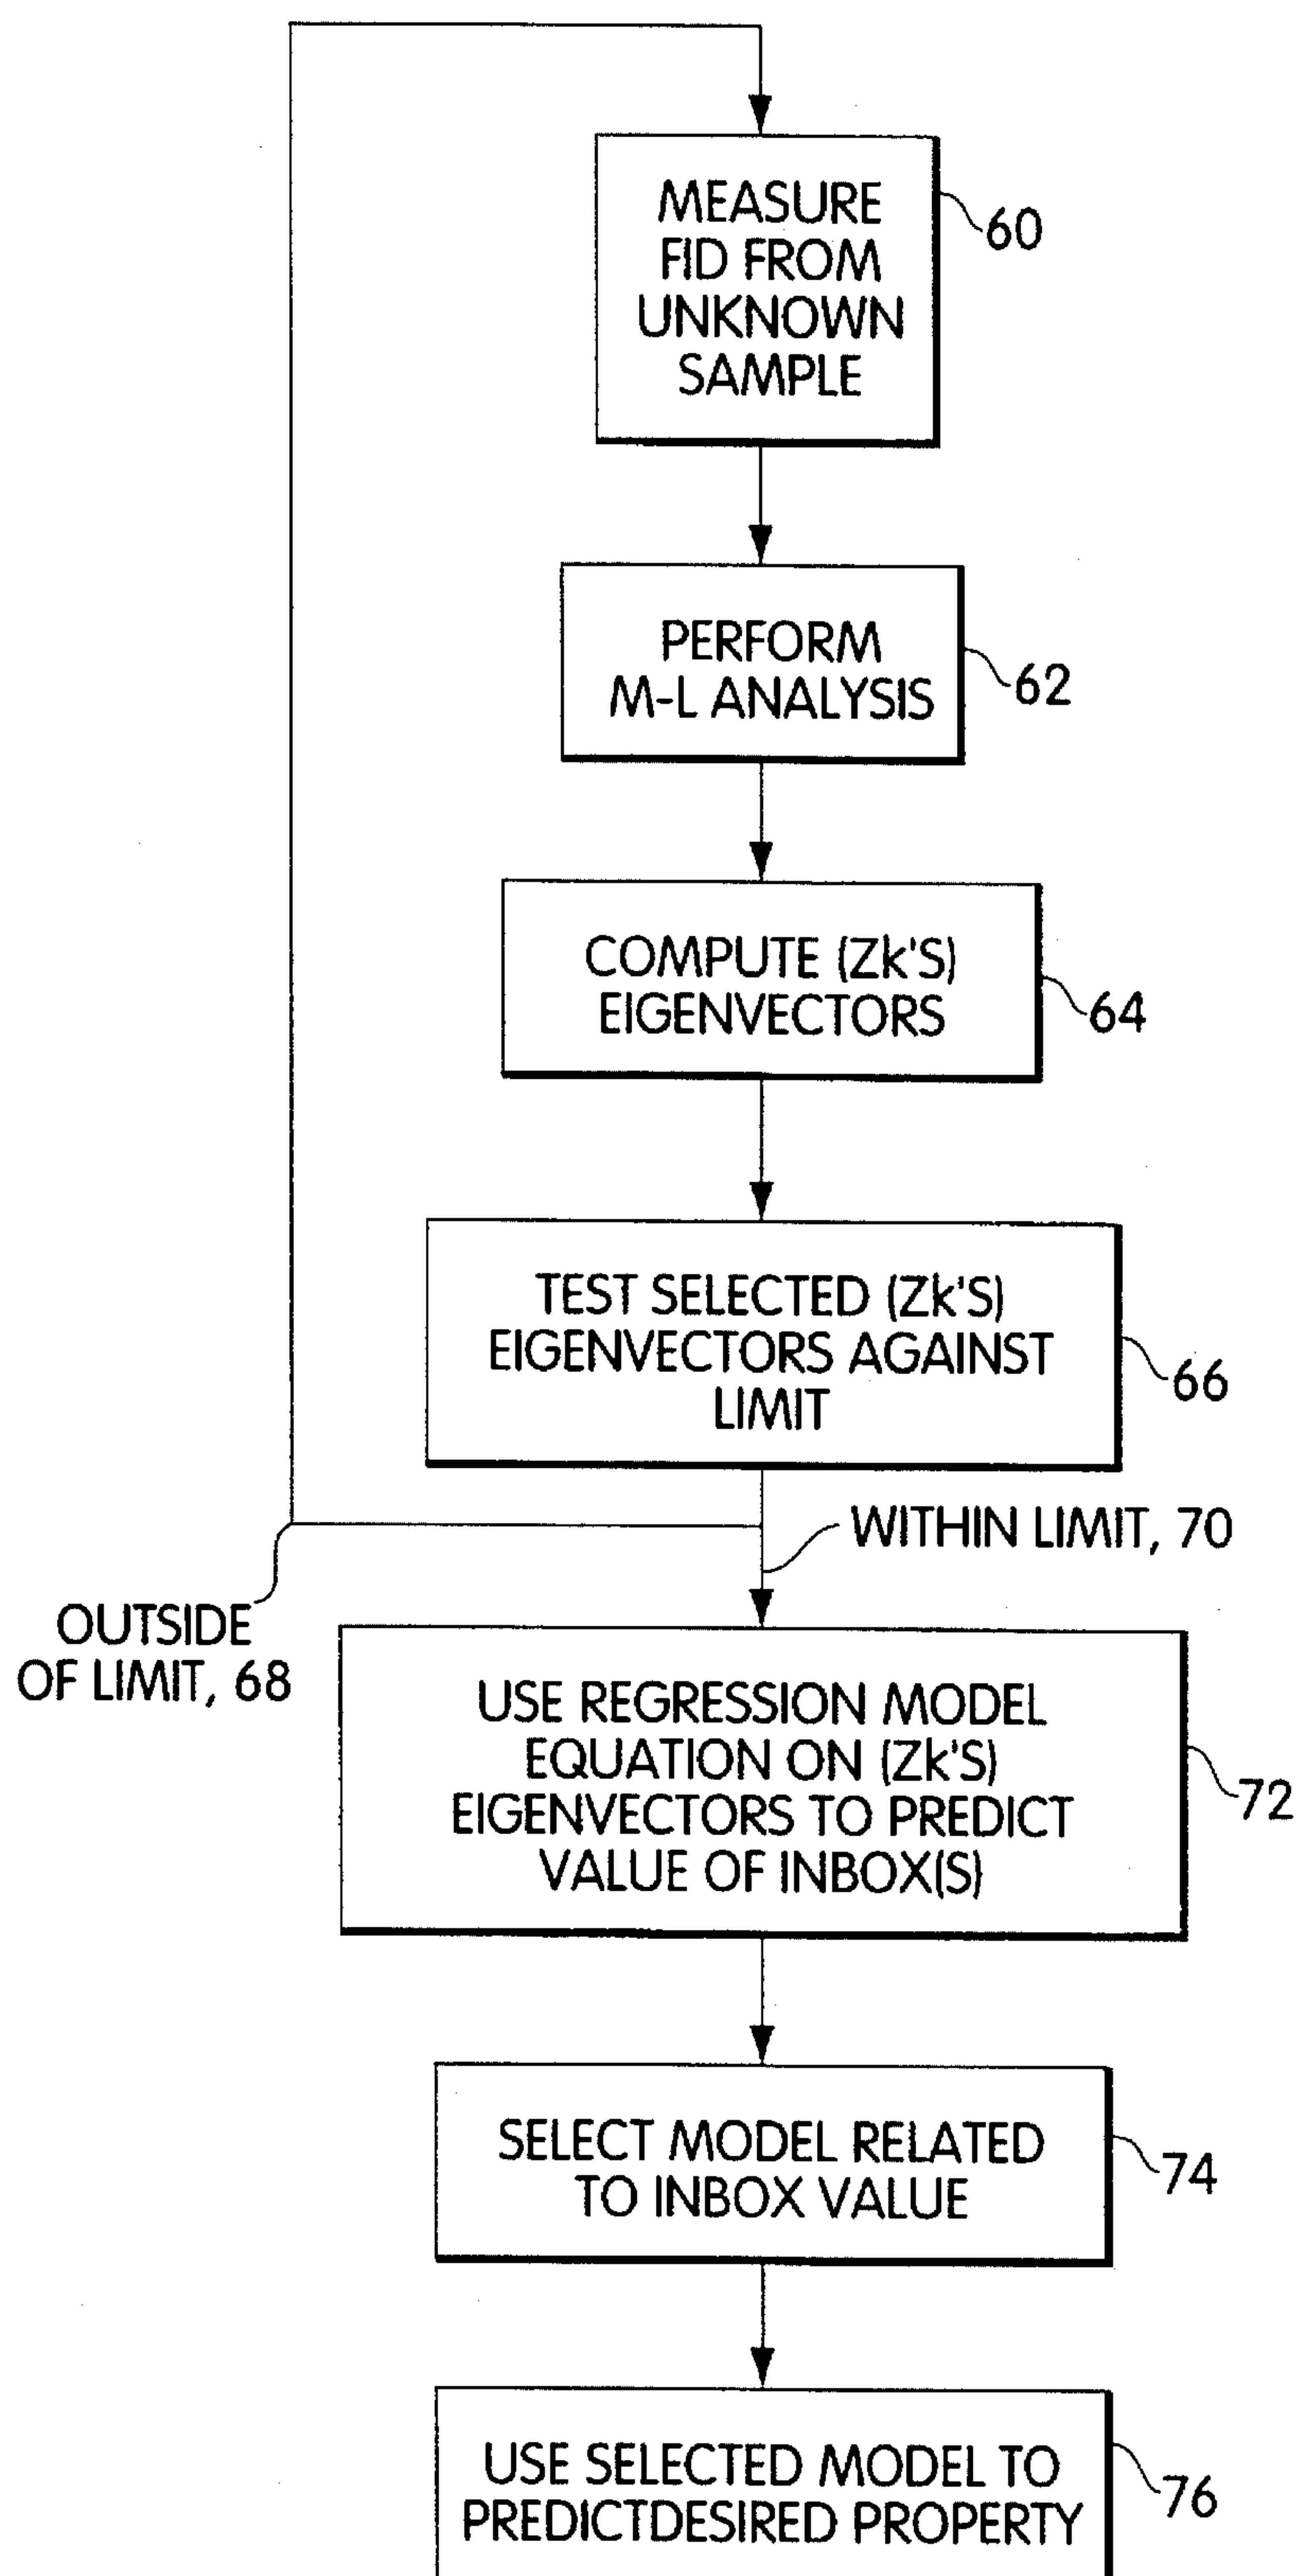 MEASURE
FID FROM
UNKNOWN
SAMPLE
60
PERFORM
M-L ANALYSIS
62
COMPUTE (Zk'S)
EIGENVECTORS
64
TEST SELECTED (Zk'S)
EIGENVECTORS AGAINST
LIMIT
66
WITHIN LIMIT, 70
OUTSIDE
OF LIMIT, 68
USE REGRESSION MODEL
EQUATION ON (Zk'S)
EIGENVECTORS TO PREDICT
VALUE OF INBOX(S)
72
SELECT MODEL RELATED
TO INBOX VALUE
74
USE SELECTED MODEL TO
PREDICTDESIRED PROPERTY
76